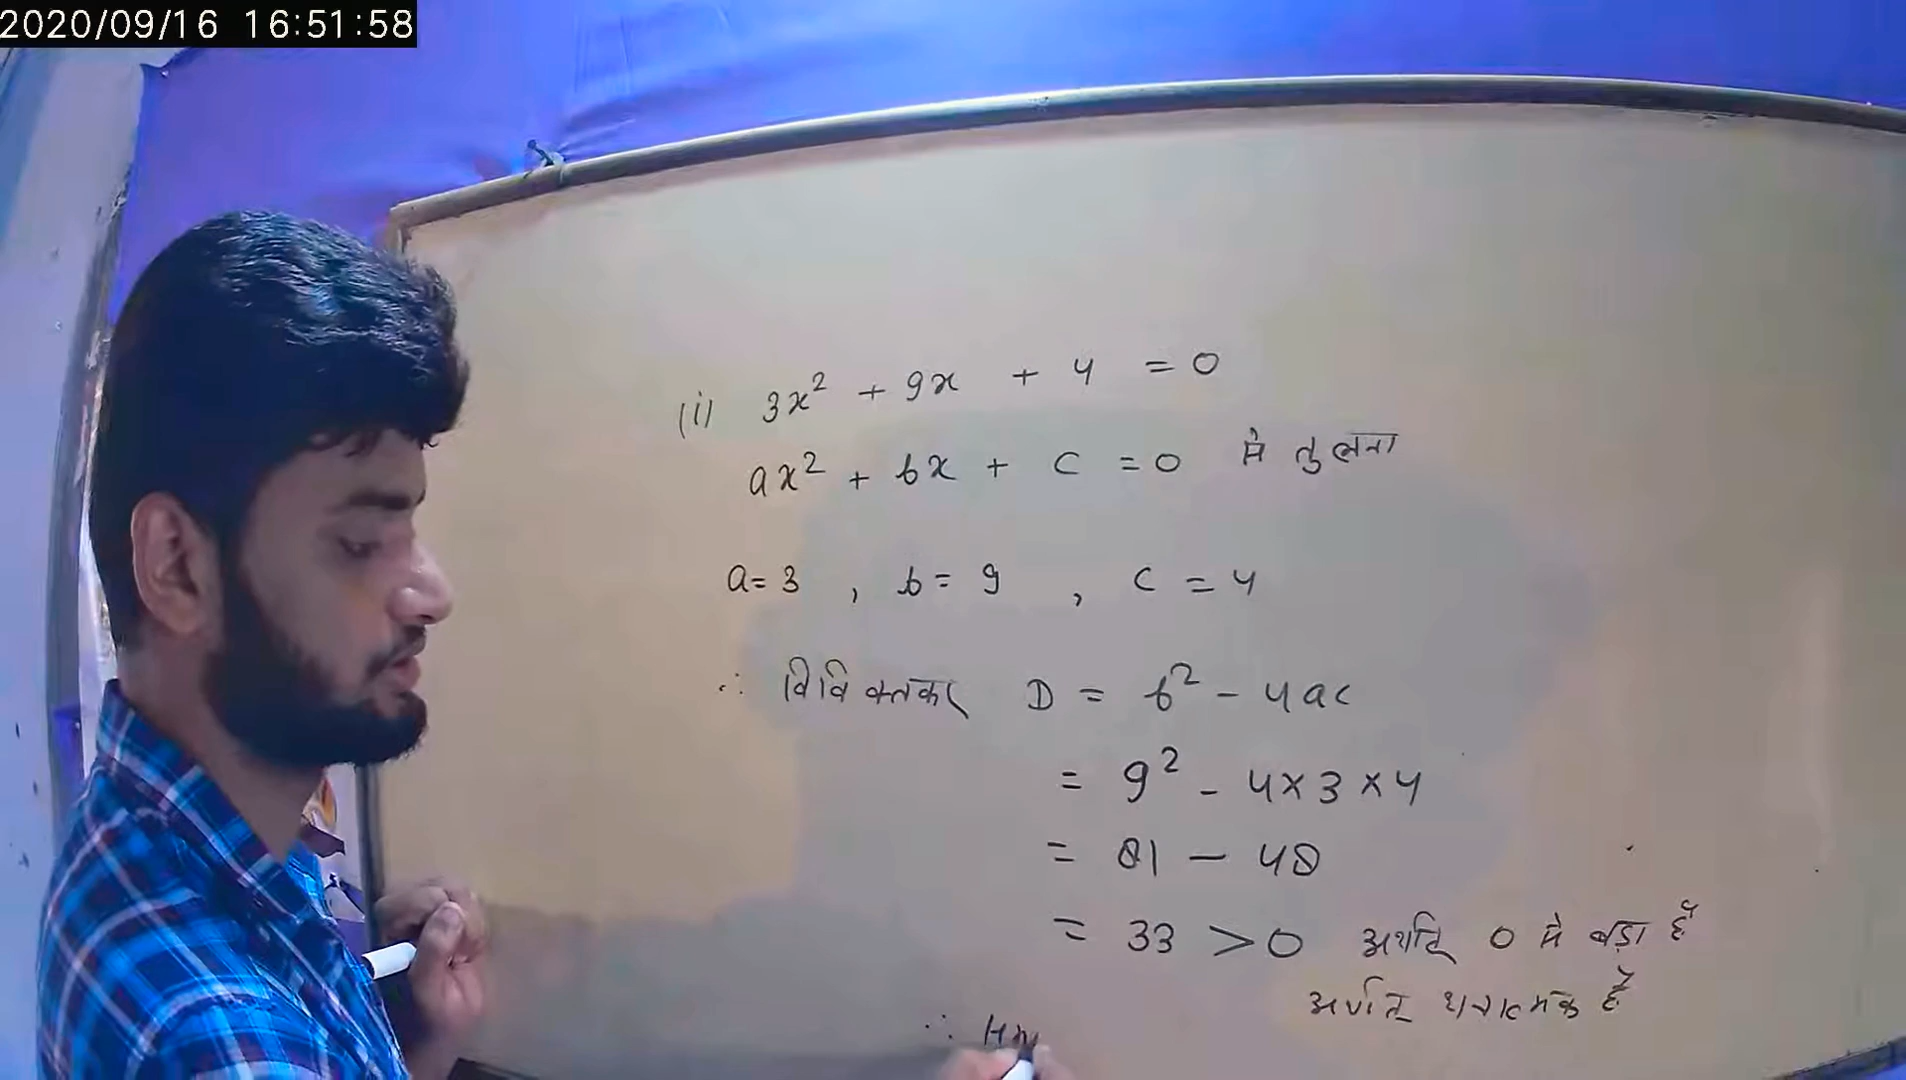 2020/09/16 16:51:58
(i) 3x² + 9x + 4 = 0
ax² + bx + c = 0 से तुलना
a = 3 , b = 9 , c = 4
∴ विविक्तकर D = b² - 4ac
= 9² - 4×3×4
= 81 - 48
= 33 > 0 अर्थात् 0 से बड़ा है
अर्थात् धनात्मक है
∴